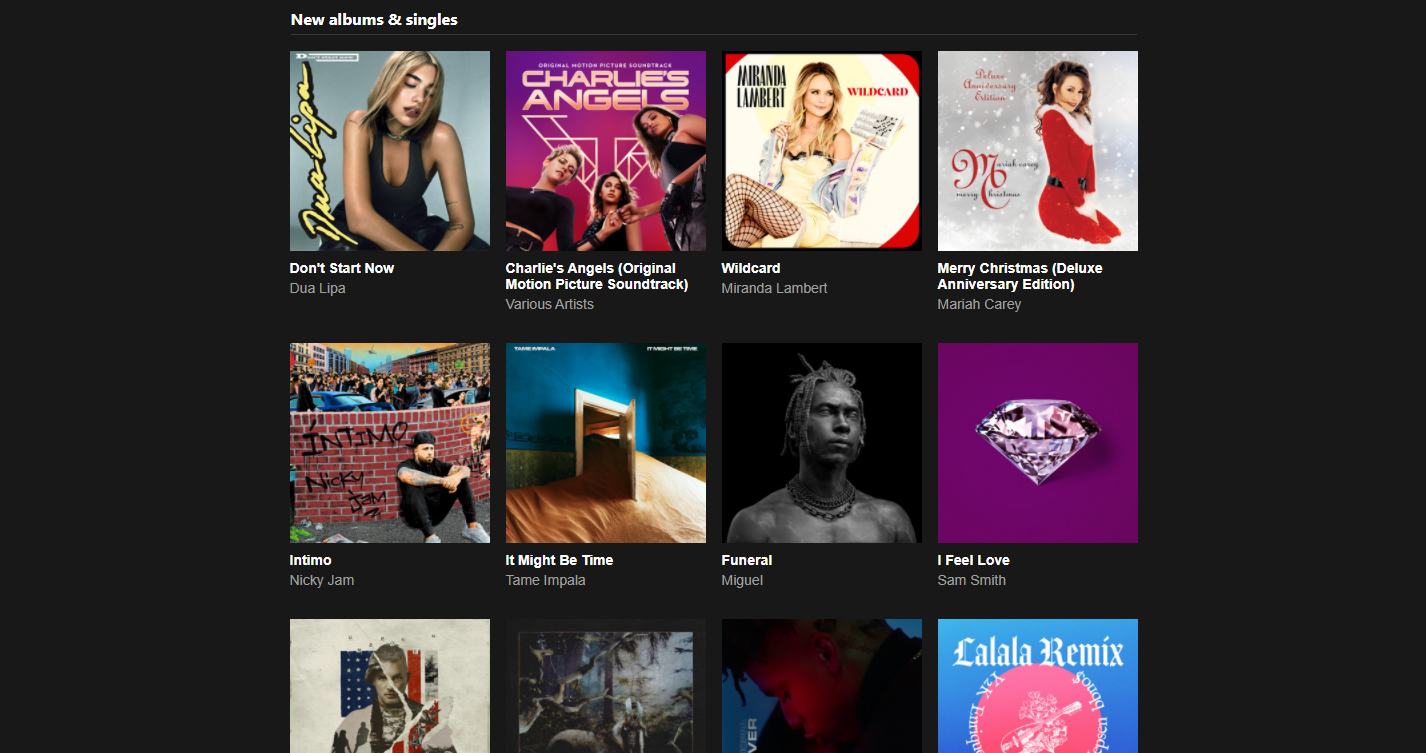 New albums & singles
Dua Lipa
ORIGINAL MOTION PICTURE SOUNDTRACK
CHARLIE'S
ANGELS
MIRANDA
LAMBERT
WILDCARD
Deluxe
Anniversary
Edition
Mariah carey
merry Christmas
Don't Start Now
Dua Lipa
Charlie's Angels (Original
Motion Picture Soundtrack)
Various Artists
Wildcard
Miranda Lambert
Merry Christmas (Deluxe
Anniversary Edition)
Mariah Carey
ÍNTIMO
Nicky
Jam
TAME IMPALA
IT MIGHT BE TIME
Intimo
Nicky Jam
It Might Be Time
Tame Impala
Funeral
Miguel
I Feel Love
Sam Smith
Lalala Remix
Y2K
bbno$